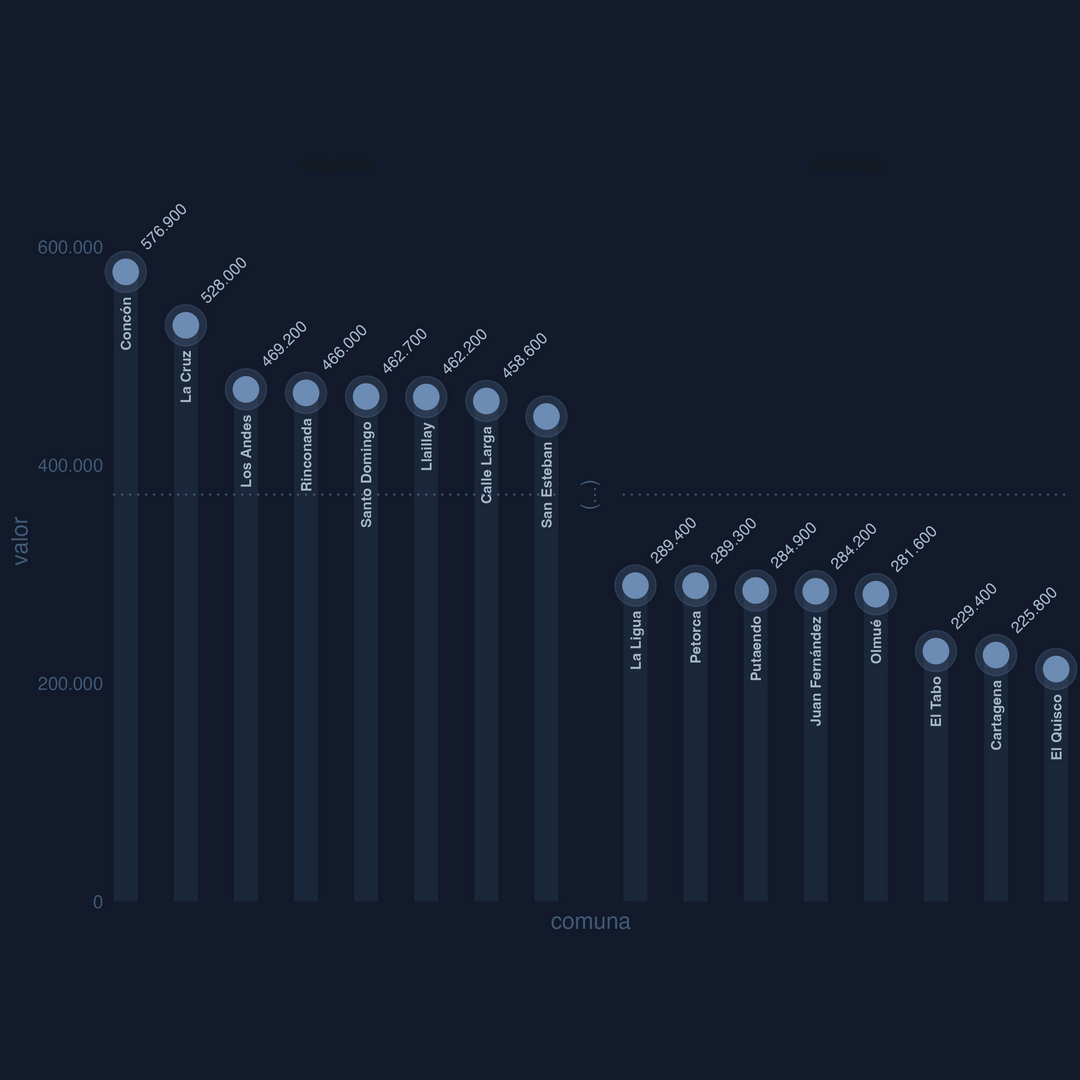 600.000
400.000
200.000
0
valor
576.900
528.000
469.200
466.000
462.700
462.200
458.600
Concón
La Cruz
Los Andes
Rinconada
Santo Domingo
Llaillay
Calle Larga
San Esteban
(...)
289.400
289.300
284.900
284.200
281.600
229.400
225.800
La Ligua
Petorca
Putaendo
Juan Fernández
Olmué
El Tabo
Cartagena
El Quisco
comuna